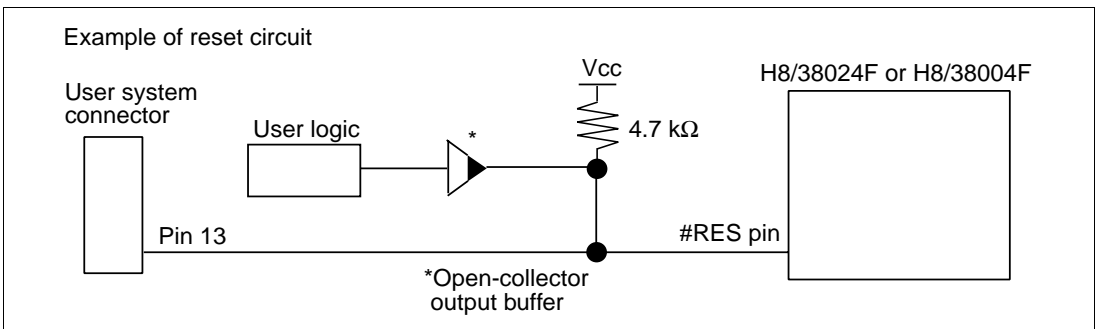 Example of reset circuit
User system
connector
User logic
*
Vcc
4.7 kΩ
H8/38024F or H8/38004F
Pin 13
#RES pin
*Open-collector
output buffer